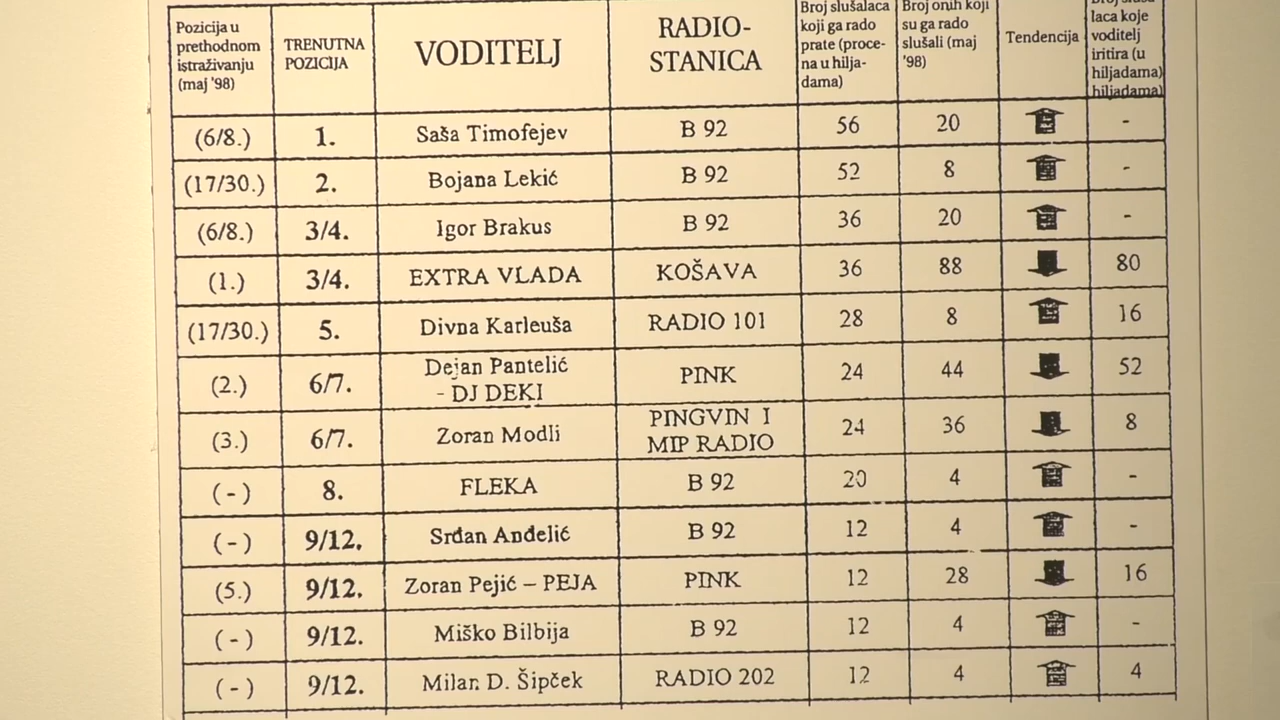 Pozicija u
prethodnom
istraživanju
(maj '98)
TRENUTNA
POZICIJA
VODITELJ
RADIO-
STANICA
Broj slušalaca
koji ga rado
prate (proce-
na u hilja-
dama)
Broj onih koji
su ga rado
slušali (maj
'98)
Tendencija
Broj sluša-
laca koje
voditelj
iritira (u
hiljadama)
hiljadama)
(6/8.) 1. Saša Timofejev B 92 56 20 -
(17/30.) 2. Bojana Lekić B 92 52 8 -
(6/8.) 3/4. Igor Brakus B 92 36 20 -
(1.) 3/4. EXTRA VLADA KOŠAVA 36 88 80
(17/30.) 5. Divna Karleuša RADIO 101 28 8 16
(2.) 6/7. Dejan Pantelić
- DJ DEKI PINK 24 44 52
(3.) 6/7. Zoran Modli PINGVIN I
MIP RADIO 24 36 8
(-) 8. FLEKA B 92 20 4 -
(-) 9/12. Srđan Anđelić B 92 12 4 -
(5.) 9/12. Zoran Pejić – PEJA PINK 12 28 16
(-) 9/12. Miško Bilbija B 92 12 4 -
(-) 9/12. Milan D. Šipček RADIO 202 12 4 4